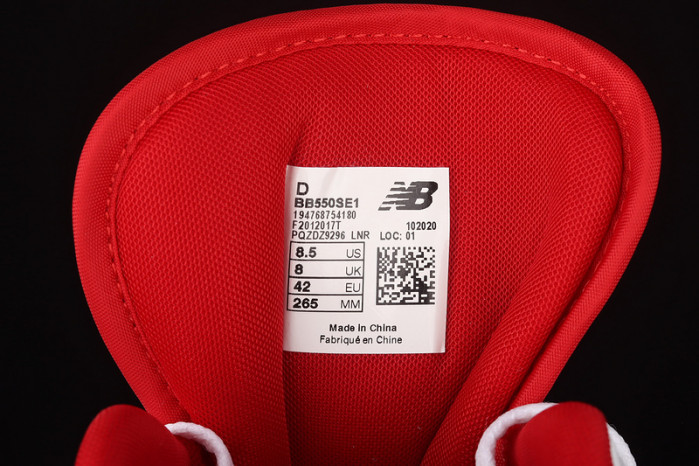 D
NB
BB550SE1
194768754180
F2012017T 102020
PQZDZ9296 LNR LOC: 01
8.5 US
8 UK
42 EU
265 MM
Made in China
Fabriqué en Chine